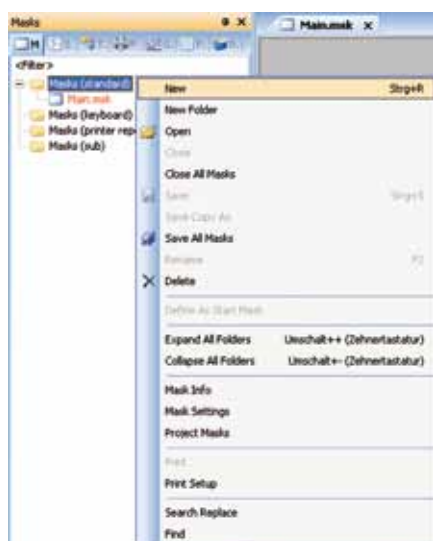 Masks
Main.msk
M
<Filter>
Masks (standard)
Main.msk
Masks (keyboard)
Masks (printer rep
Masks (sub)
New Strg+R
New Folder
Open
Close
Close All Masks
Save Strg+S
Save Copy As
Save All Masks
Rename F2
Delete
Define As Start Mask
Expand All Folders Umschalt++ (Zehnertastatur)
Collapse All Folders Umschalt+- (Zehnertastatur)
Mask Info
Mask Settings
Project Masks
Print
Print Setup
Search Replace
Find